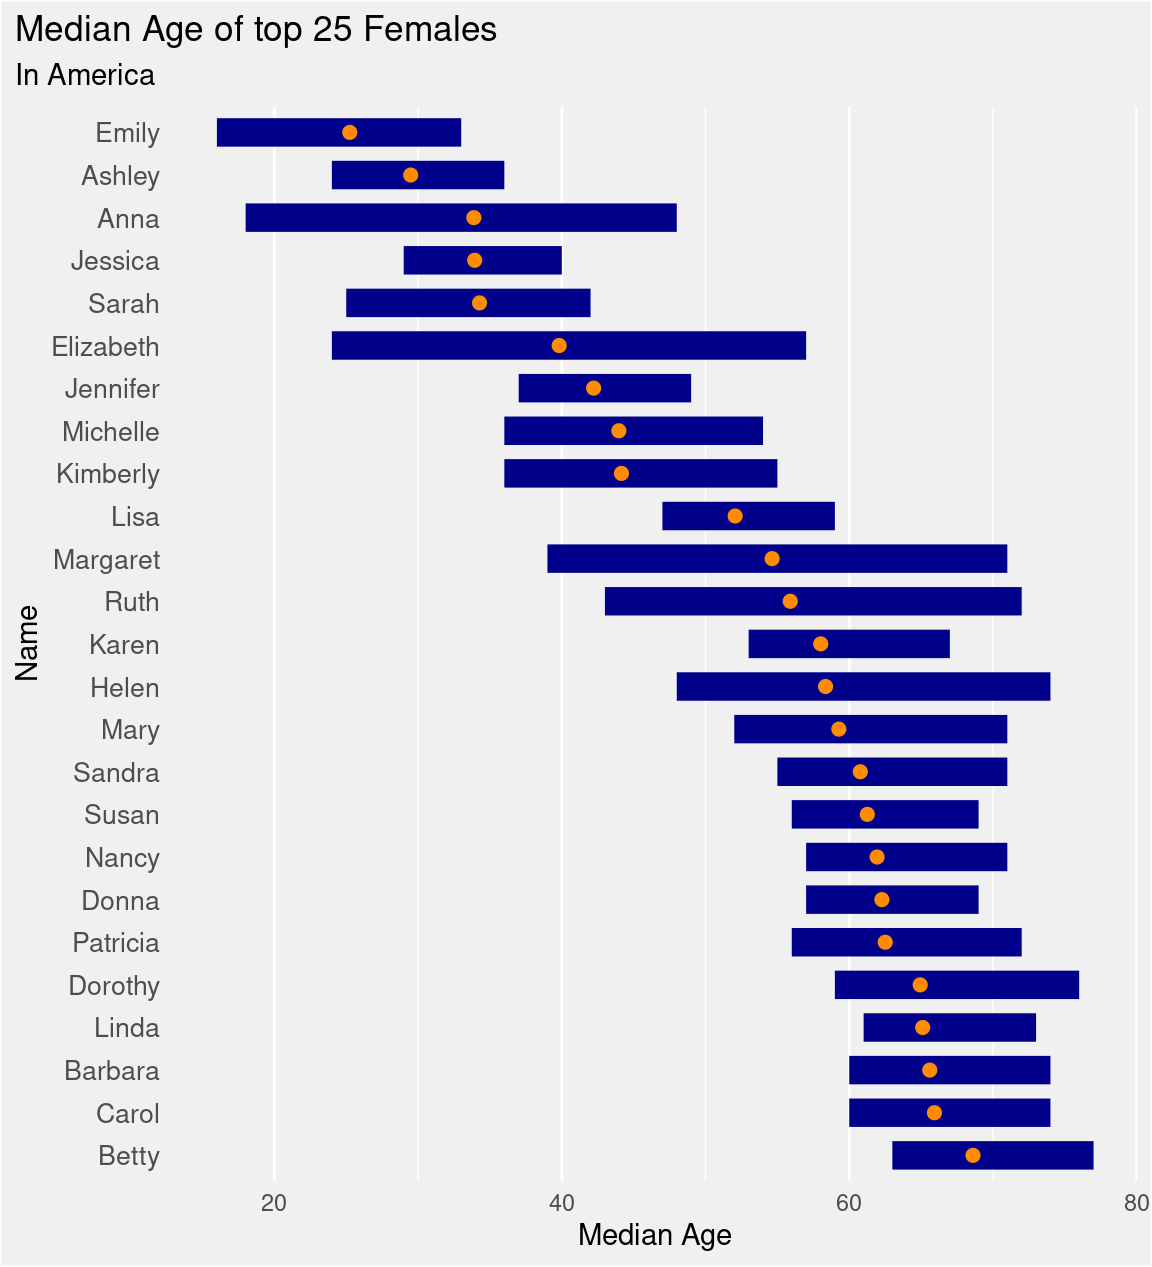 Median Age of top 25 Females
In America
Name
Emily
Ashley
Anna
Jessica
Sarah
Elizabeth
Jennifer
Michelle
Kimberly
Lisa
Margaret
Ruth
Karen
Helen
Mary
Sandra
Susan
Nancy
Donna
Patricia
Dorothy
Linda
Barbara
Carol
Betty
20 40 60 80
Median Age